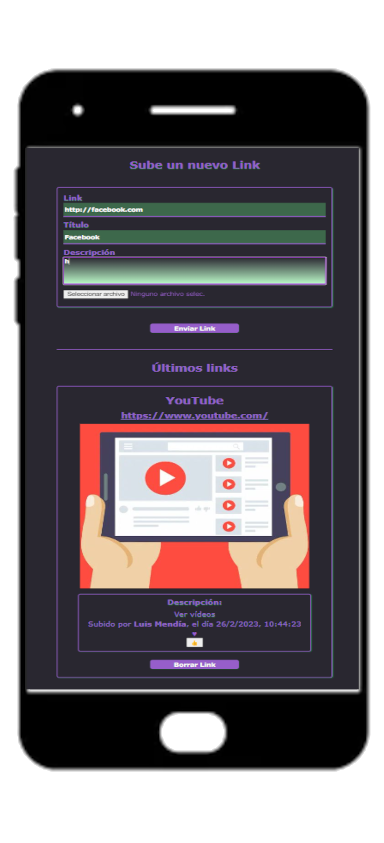 Sube un nuevo Link
Link
http://facebook.com
Título
Facebook
Descripción
h
Seleccionar archivo Ninguno archivo selec.
Enviar Link
Últimos links
YouTube
https://www.youtube.com/
Descripción:
Ver vídeos
Subido por Luis Mendía, el día 26/2/2023, 10:44:23
Borrar Link